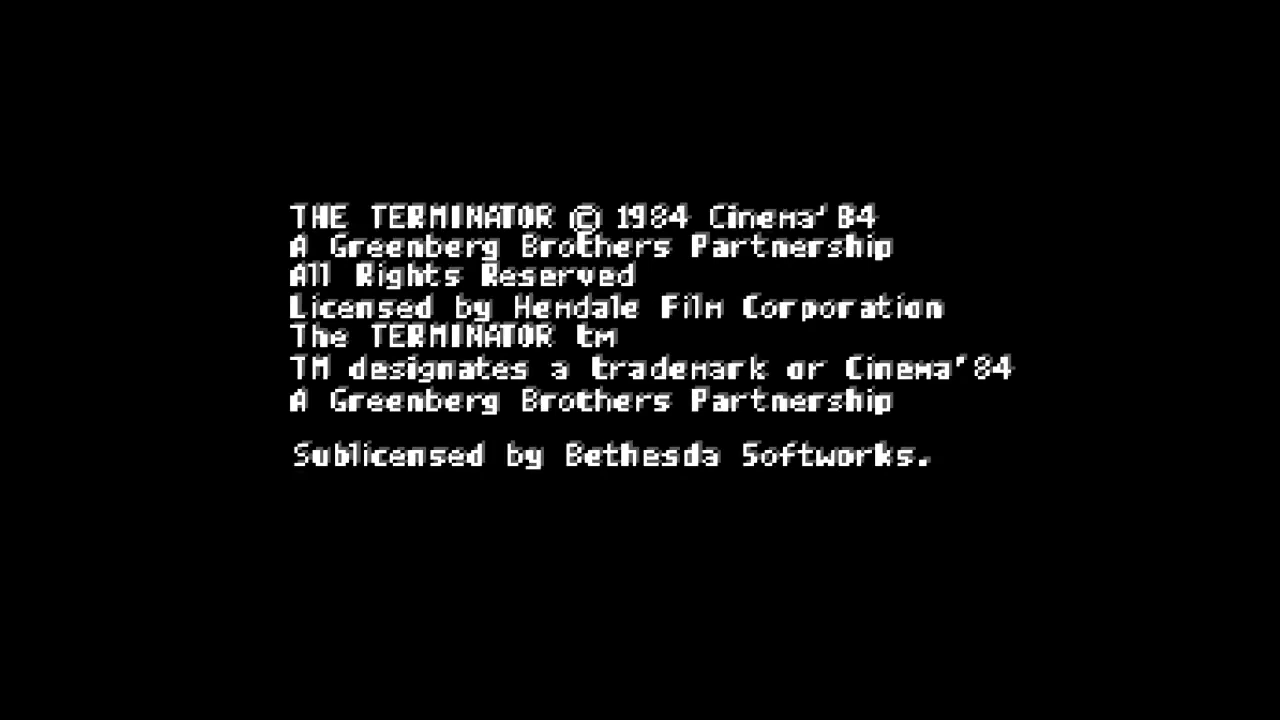 THE TERMINATOR © 1984 Cinema'84
A Greenberg Brothers Partnership
All Rights Reserved
Licensed by Hemdale Film Corporation
The TERMINATOR tm
TM designates a trademark or Cinema'84
A Greenberg Brothers Partnership
Sublicensed by Bethesda Softworks.